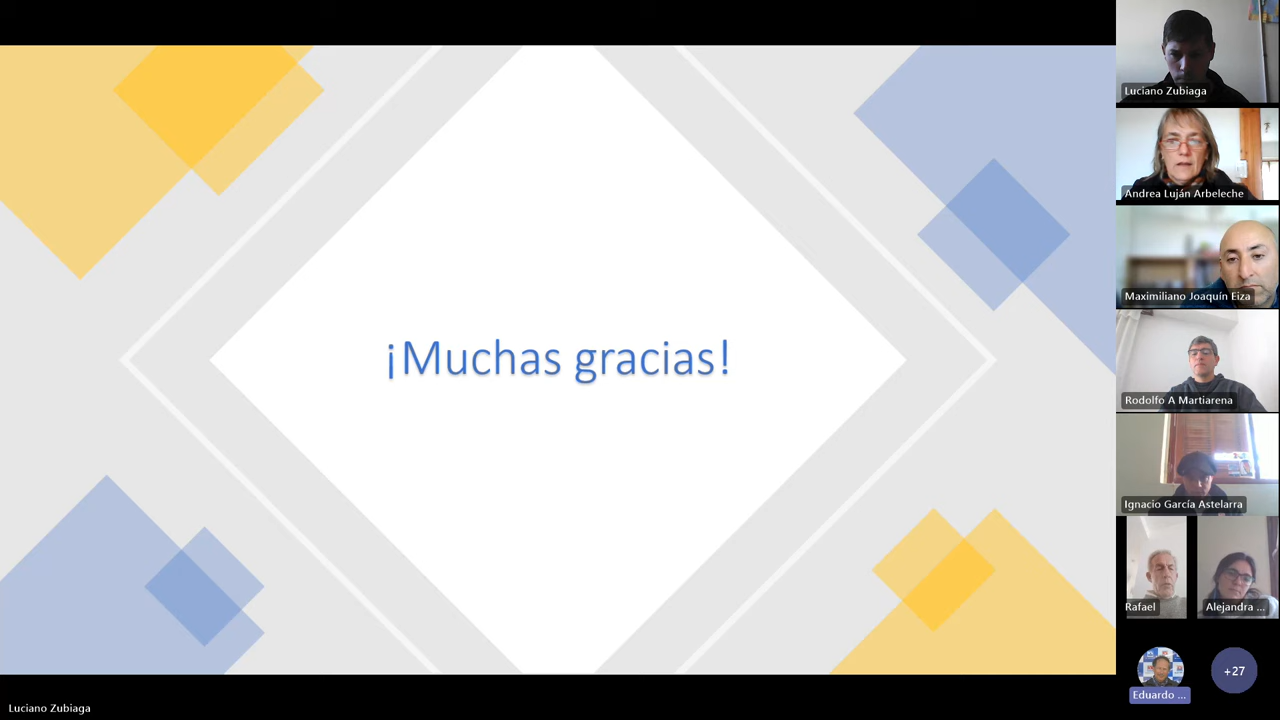 ¡Muchas gracias!
Luciano Zubiaga
Luciano Zubiaga
Andrea Luján Arbeleche
Maximiliano Joaquín Eiza
Rodolfo A Martiarena
Ignacio García Astelarra
Rafael
Alejandra ...
Eduardo ...
+27